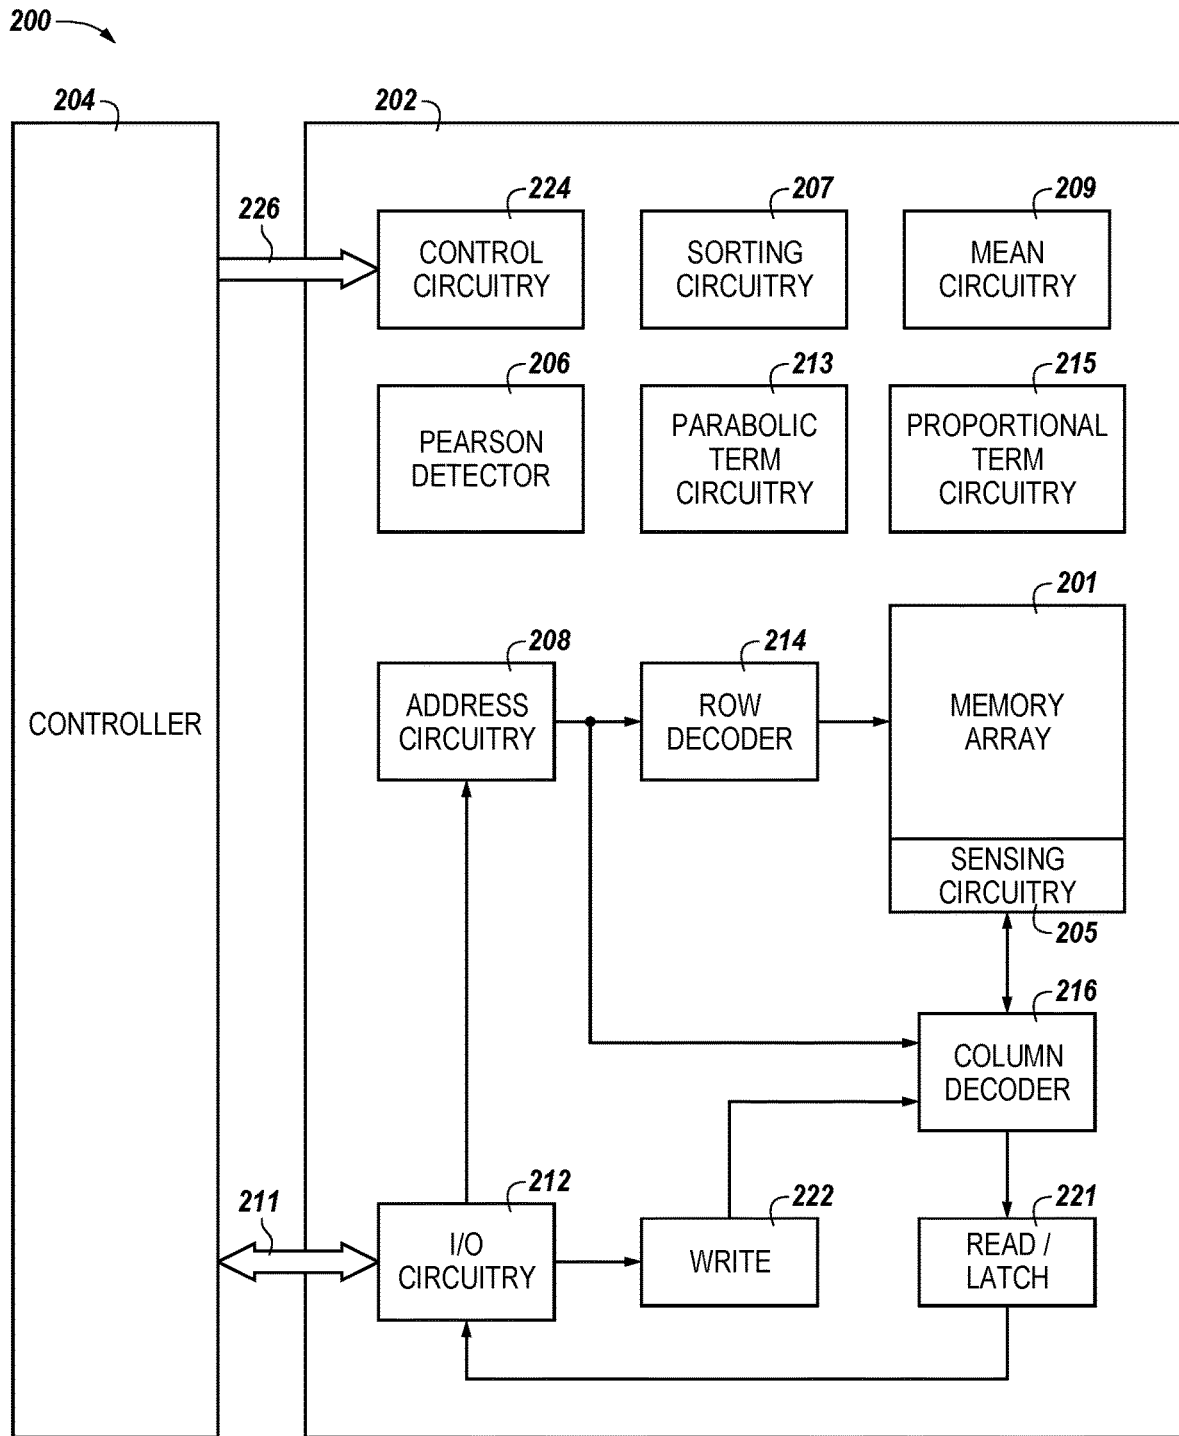 200
204
202
226
224
207
209
CONTROL
CIRCUITRY
SORTING
CIRCUITRY
MEAN
CIRCUITRY
206
213
215
PEARSON
DETECTOR
PARABOLIC
TERM
CIRCUITRY
PROPORTIONAL
TERM
CIRCUITRY
201
208
214
CONTROLLER
ADDRESS
CIRCUITRY
ROW
DECODER
MEMORY
ARRAY
SENSING
CIRCUITRY
205
216
COLUMN
DECODER
211
212
222
221
I/O
CIRCUITRY
WRITE
READ /
LATCH